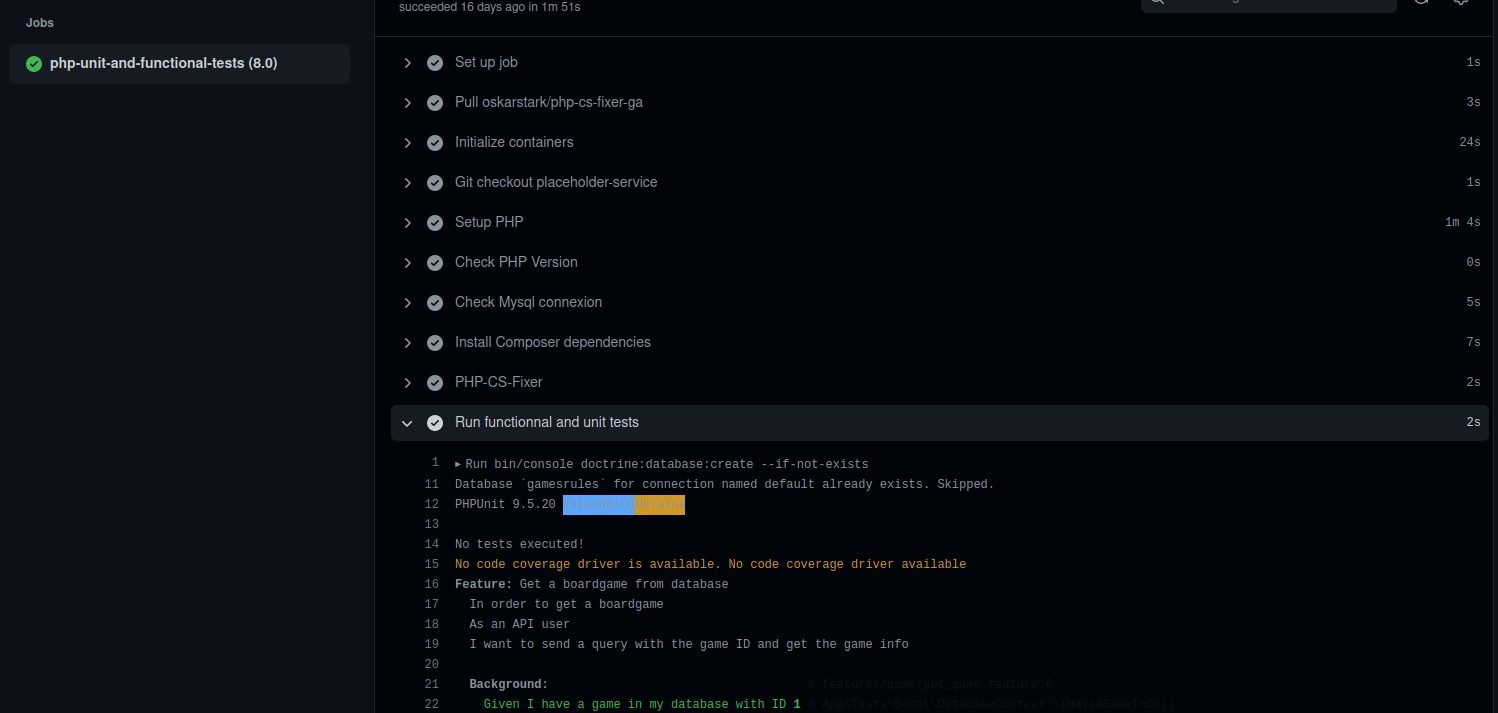 succeeded 16 days ago in 1m 51s
Jobs
php-unit-and-functional-tests (8.0)
Set up job 1s
Pull oskarstark/php-cs-fixer-ga 3s
Initialize containers 24s
Git checkout placeholder-service 1s
Setup PHP 1m 4s
Check PHP Version 0s
Check Mysql connexion 5s
Install Composer dependencies 7s
PHP-CS-Fixer 2s
Run functionnal and unit tests 2s
1 Run bin/console doctrine:database:create --if-not-exists
11 Database `gamesrules` for connection named default already exists. Skipped.
12 PHPUnit 9.5.20 #StandWithUkraine
13
14 No tests executed!
15 No code coverage driver is available. No code coverage driver available
16 Feature: Get a boardgame from database
17 In order to get a boardgame
18 As an API user
19 I want to send a query with the game ID and get the game info
20
21 Background: # features/game/get_game.feature:6
22 Given I have a game in my database with ID 1 # App\Tests\Behat\DatabaseContext::iHaveAGameInDb()